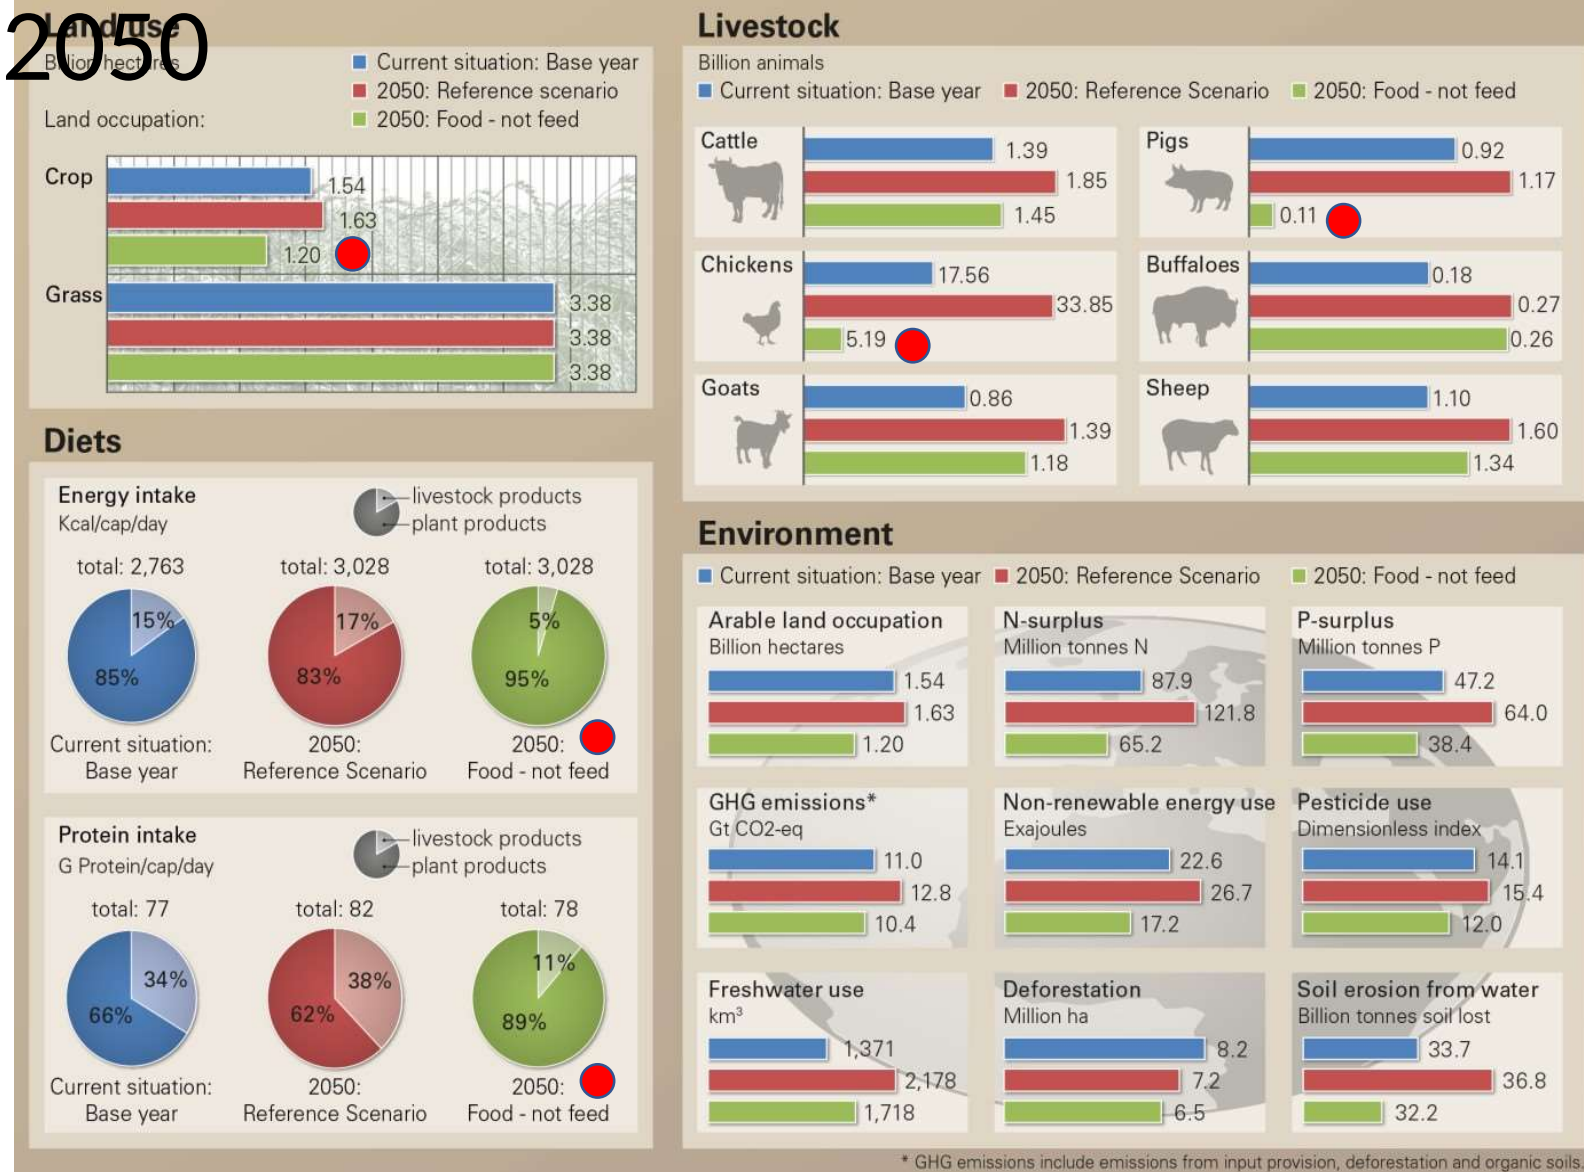 2050
Land use
Billion hectares
Current situation: Base year
2050: Reference scenario
2050: Food - not feed
Land occupation:
Crop
1.54
1.63
1.20
Grass
3.38
3.38
3.38
Diets
Energy intake
Kcal/cap/day
livestock products
plant products
total: 2,763
total: 3,028
total: 3,028
15%
85%
17%
83%
5%
95%
Current situation:
Base year
2050:
Reference Scenario
2050:
Food - not feed
Protein intake
G Protein/cap/day
livestock products
plant products
total: 77
total: 82
total: 78
34%
66%
38%
62%
11%
89%
Current situation:
Base year
2050:
Reference Scenario
2050:
Food - not feed
Livestock
Billion animals
Current situation: Base year
2050: Reference Scenario
2050: Food - not feed
Cattle
1.39
1.85
1.45
Pigs
0.92
1.17
0.11
Chickens
17.56
33.85
5.19
Buffaloes
0.18
0.27
0.26
Goats
0.86
1.39
1.18
Sheep
1.10
1.60
1.34
Environment
Current situation: Base year
2050: Reference Scenario
2050: Food - not feed
Arable land occupation
Billion hectares
1.54
1.63
1.20
N-surplus
Million tonnes N
87.9
121.8
65.2
P-surplus
Million tonnes P
47.2
64.0
38.4
GHG emissions*
Gt CO2-eq
11.0
12.8
10.4
Non-renewable energy use
Exajoules
22.6
26.7
17.2
Pesticide use
Dimensionless index
14.1
15.4
12.0
Freshwater use
km³
1,371
2,178
1,718
Deforestation
Million ha
8.2
7.2
6.5
Soil erosion from water
Billion tonnes soil lost
33.7
36.8
32.2
* GHG emissions include emissions from input provision, deforestation and organic soils